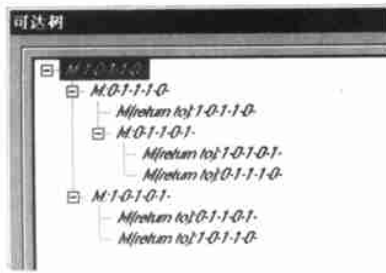 可达树
M:1-0-1-1-0-
M:0-1-1-1-0-
M[return to]:1-0-1-1-0-
M:0-1-1-0-1-
M[return to]:1-0-1-0-1-
M[return to]:0-1-1-1-0-
M:1-0-1-0-1-
M[return to]:0-1-1-0-1-
M[return to]:1-0-1-1-0-